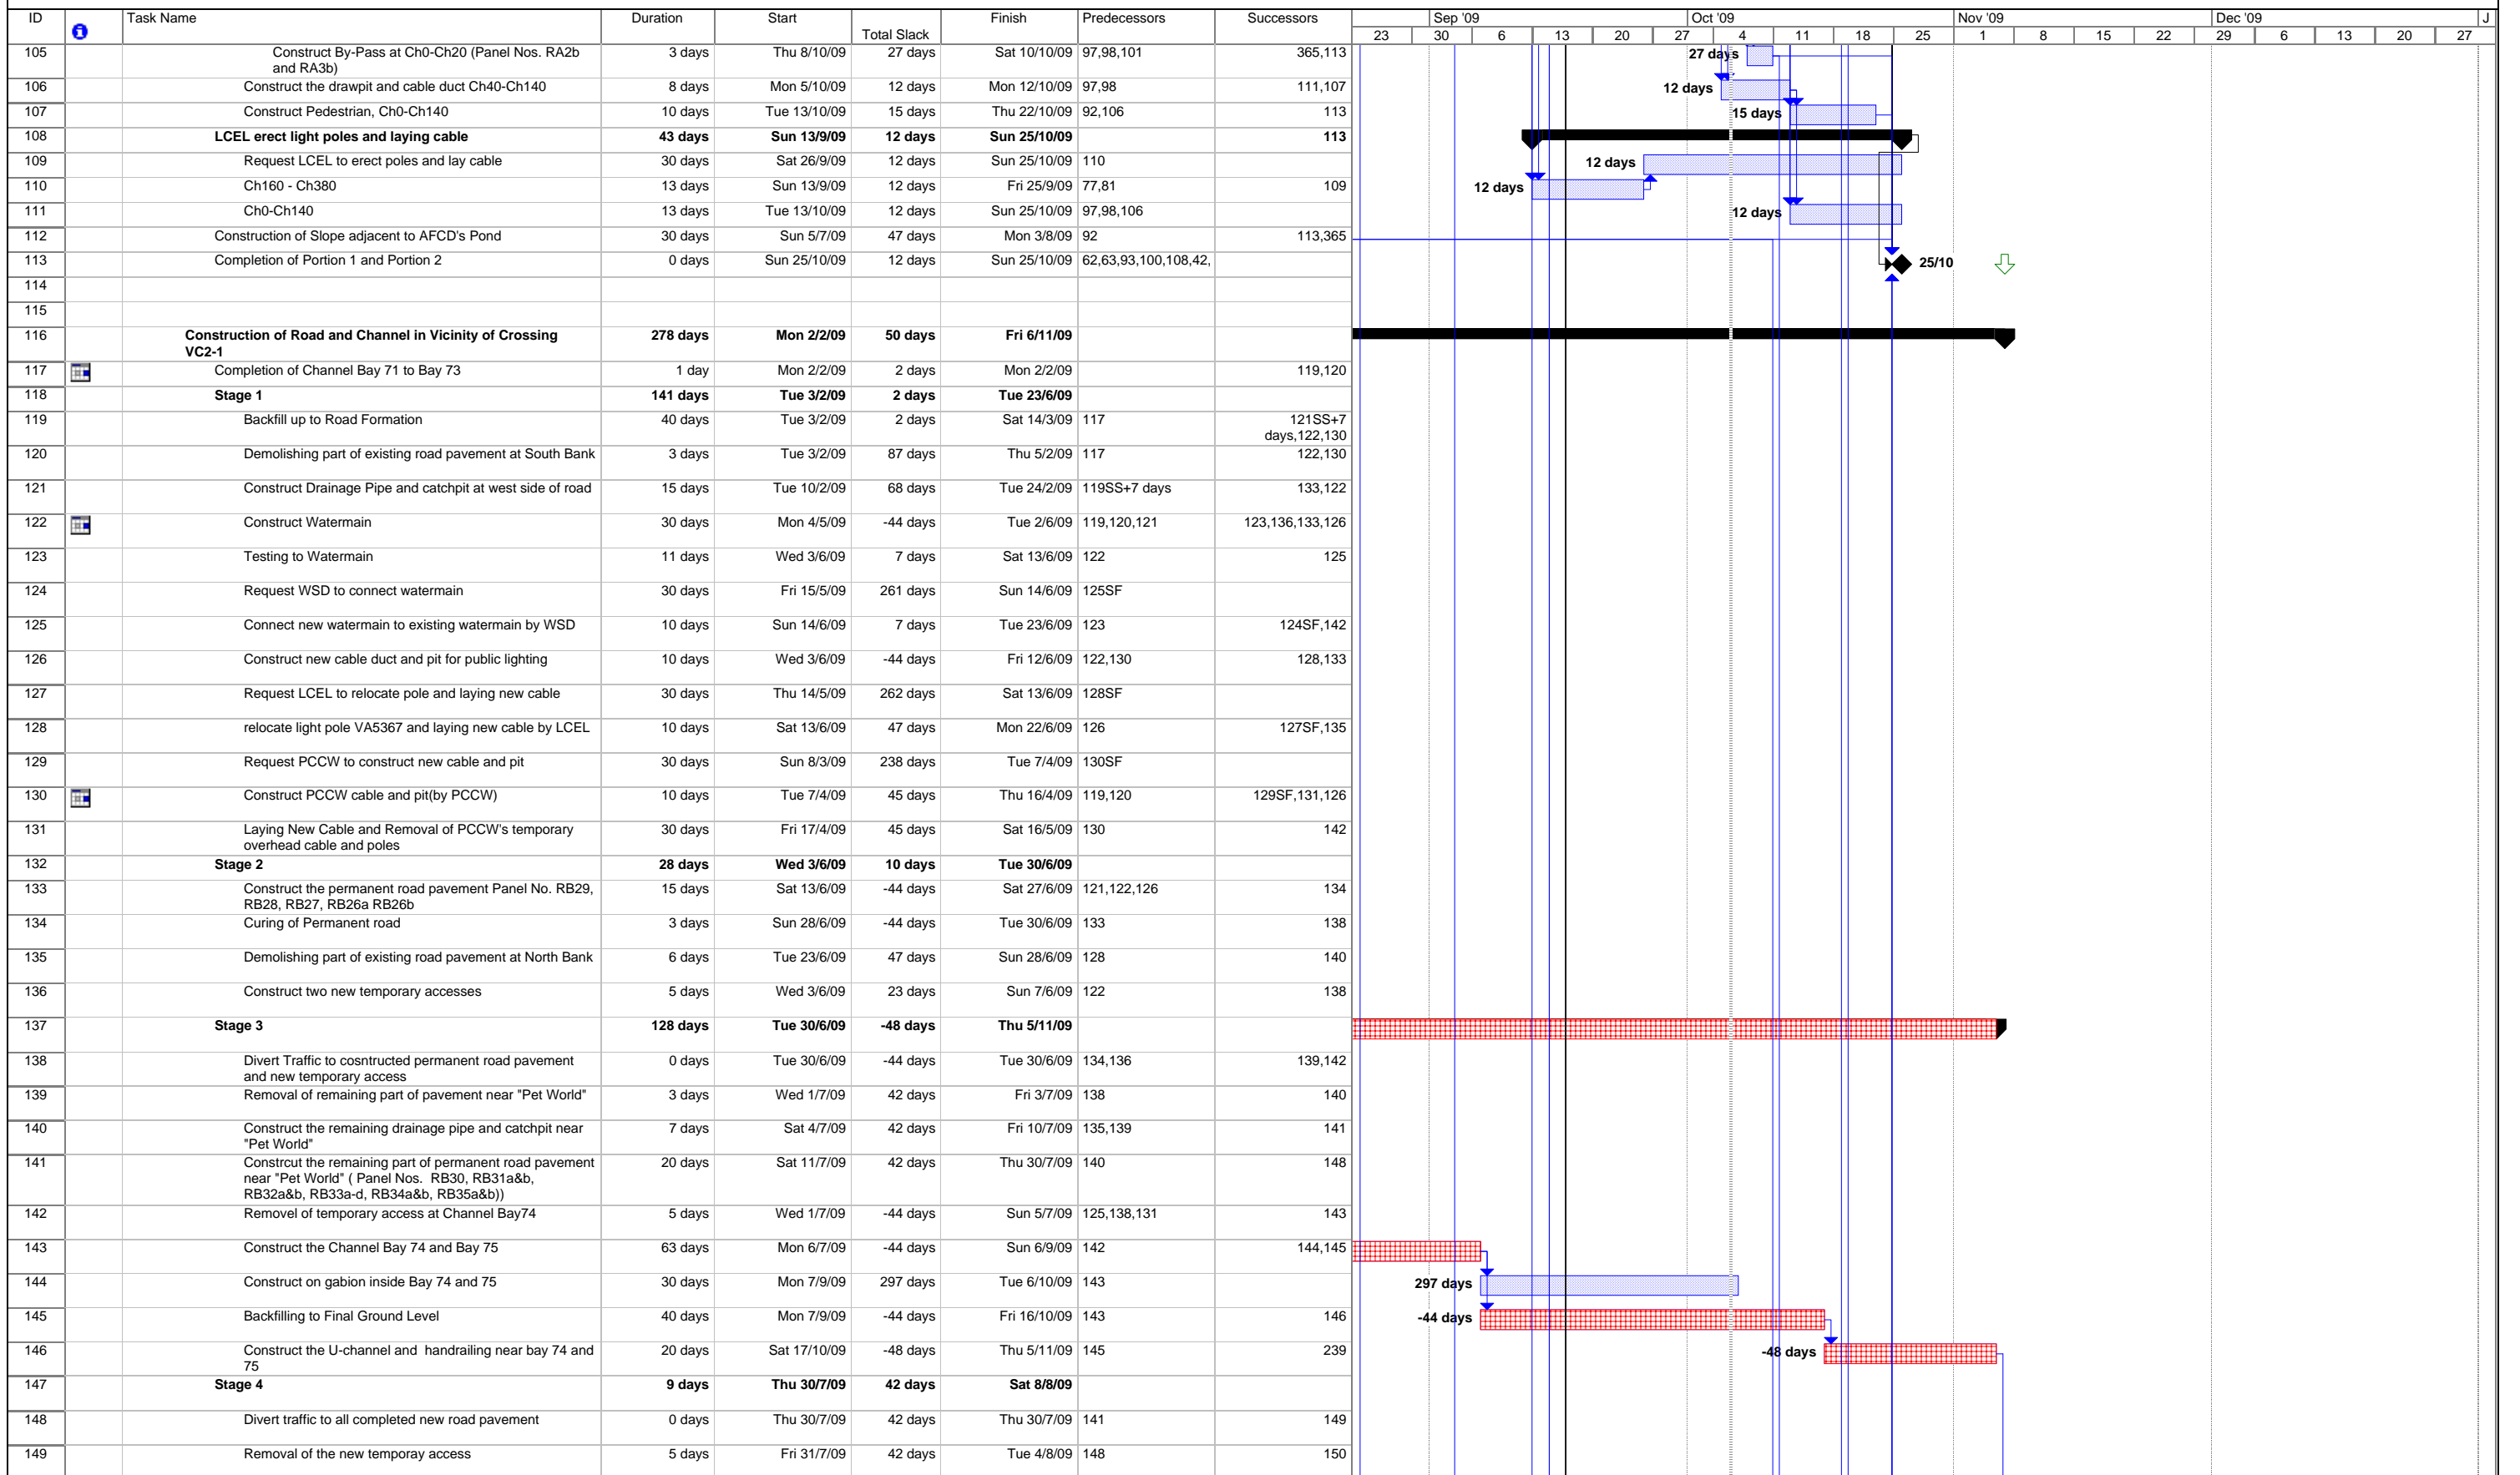 ID Task Name Duration Start Total Slack Finish Predecessors Successors
Sep '09 Oct '09 Nov '09 Dec '09 J
23 30 6 13 20 27 4 11 18 25 1 8 15 22 29 6 13 20 27
105 Construct By-Pass at Ch0-Ch20 (Panel Nos. RA2b 3 days Thu 8/10/09 27 days Sat 10/10/09 97,98,101 365,113 27 days
and RA3b)
106 Construct the drawpit and cable duct Ch40-Ch140 8 days Mon 5/10/09 12 days Mon 12/10/09 97,98 111,107 12 days
107 Construct Pedestrian, Ch0-Ch140 10 days Tue 13/10/09 15 days Thu 22/10/09 92,106 113 15 days
108 LCEL erect light poles and laying cable 43 days Sun 13/9/09 12 days Sun 25/10/09 113
109 Request LCEL to erect poles and lay cable 30 days Sat 26/9/09 12 days Sun 25/10/09 110 12 days
110 Ch160 - Ch380 13 days Sun 13/9/09 12 days Fri 25/9/09 77,81 109 12 days
111 Ch0-Ch140 13 days Tue 13/10/09 12 days Sun 25/10/09 97,98,106 12 days
112 Construction of Slope adjacent to AFCD's Pond 30 days Sun 5/7/09 47 days Mon 3/8/09 92 113,365
113 Completion of Portion 1 and Portion 2 0 days Sun 25/10/09 12 days Sun 25/10/09 62,63,93,100,108,42, 25/10
114
115
116 Construction of Road and Channel in Vicinity of Crossing 278 days Mon 2/2/09 50 days Fri 6/11/09
VC2-1
117 Completion of Channel Bay 71 to Bay 73 1 day Mon 2/2/09 2 days Mon 2/2/09 119,120
118 Stage 1 141 days Tue 3/2/09 2 days Tue 23/6/09
119 Backfill up to Road Formation 40 days Tue 3/2/09 2 days Sat 14/3/09 117 121SS+7
days,122,130
120 Demolishing part of existing road pavement at South Bank 3 days Tue 3/2/09 87 days Thu 5/2/09 117 122,130
121 Construct Drainage Pipe and catchpit at west side of road 15 days Tue 10/2/09 68 days Tue 24/2/09 119SS+7 days 133,122
122 Construct Watermain 30 days Mon 4/5/09 -44 days Tue 2/6/09 119,120,121 123,136,133,126
123 Testing to Watermain 11 days Wed 3/6/09 7 days Sat 13/6/09 122 125
124 Request WSD to connect watermain 30 days Fri 15/5/09 261 days Sun 14/6/09 125SF
125 Connect new watermain to existing watermain by WSD 10 days Sun 14/6/09 7 days Tue 23/6/09 123 124SF,142
126 Construct new cable duct and pit for public lighting 10 days Wed 3/6/09 -44 days Fri 12/6/09 122,130 128,133
127 Request LCEL to relocate pole and laying new cable 30 days Thu 14/5/09 262 days Sat 13/6/09 128SF
128 relocate light pole VA5367 and laying new cable by LCEL 10 days Sat 13/6/09 47 days Mon 22/6/09 126 127SF,135
129 Request PCCW to construct new cable and pit 30 days Sun 8/3/09 238 days Tue 7/4/09 130SF
130 Construct PCCW cable and pit(by PCCW) 10 days Tue 7/4/09 45 days Thu 16/4/09 119,120 129SF,131,126
131 Laying New Cable and Removal of PCCW's temporary 30 days Fri 17/4/09 45 days Sat 16/5/09 130 142
overhead cable and poles
132 Stage 2 28 days Wed 3/6/09 10 days Tue 30/6/09
133 Construct the permanent road pavement Panel No. RB29, 15 days Sat 13/6/09 -44 days Sat 27/6/09 121,122,126 134
RB28, RB27, RB26a RB26b
134 Curing of Permanent road 3 days Sun 28/6/09 -44 days Tue 30/6/09 133 138
135 Demolishing part of existing road pavement at North Bank 6 days Tue 23/6/09 47 days Sun 28/6/09 128 140
136 Construct two new temporary accesses 5 days Wed 3/6/09 23 days Sun 7/6/09 122 138
137 Stage 3 128 days Tue 30/6/09 -48 days Thu 5/11/09
138 Divert Traffic to cosntructed permanent road pavement 0 days Tue 30/6/09 -44 days Tue 30/6/09 134,136 139,142
and new temporary access
139 Removal of remaining part of pavement near "Pet World" 3 days Wed 1/7/09 42 days Fri 3/7/09 138 140
140 Construct the remaining drainage pipe and catchpit near 7 days Sat 4/7/09 42 days Fri 10/7/09 135,139 141
"Pet World"
141 Constrcut the remaining part of permanent road pavement 20 days Sat 11/7/09 42 days Thu 30/7/09 140 148
near "Pet World" ( Panel Nos. RB30, RB31a&b,
RB32a&b, RB33a-d, RB34a&b, RB35a&b))
142 Removel of temporary access at Channel Bay74 5 days Wed 1/7/09 -44 days Sun 5/7/09 125,138,131 143
143 Construct the Channel Bay 74 and Bay 75 63 days Mon 6/7/09 -44 days Sun 6/9/09 142 144,145
144 Construct on gabion inside Bay 74 and 75 30 days Mon 7/9/09 297 days Tue 6/10/09 143 297 days
145 Backfilling to Final Ground Level 40 days Mon 7/9/09 -44 days Fri 16/10/09 143 146 -44 days
146 Construct the U-channel and handrailing near bay 74 and 20 days Sat 17/10/09 -48 days Thu 5/11/09 145 239 -48 days
75
147 Stage 4 9 days Thu 30/7/09 42 days Sat 8/8/09
148 Divert traffic to all completed new road pavement 0 days Thu 30/7/09 42 days Thu 30/7/09 141 149
149 Removal of the new temporay access 5 days Fri 31/7/09 42 days Tue 4/8/09 148 150